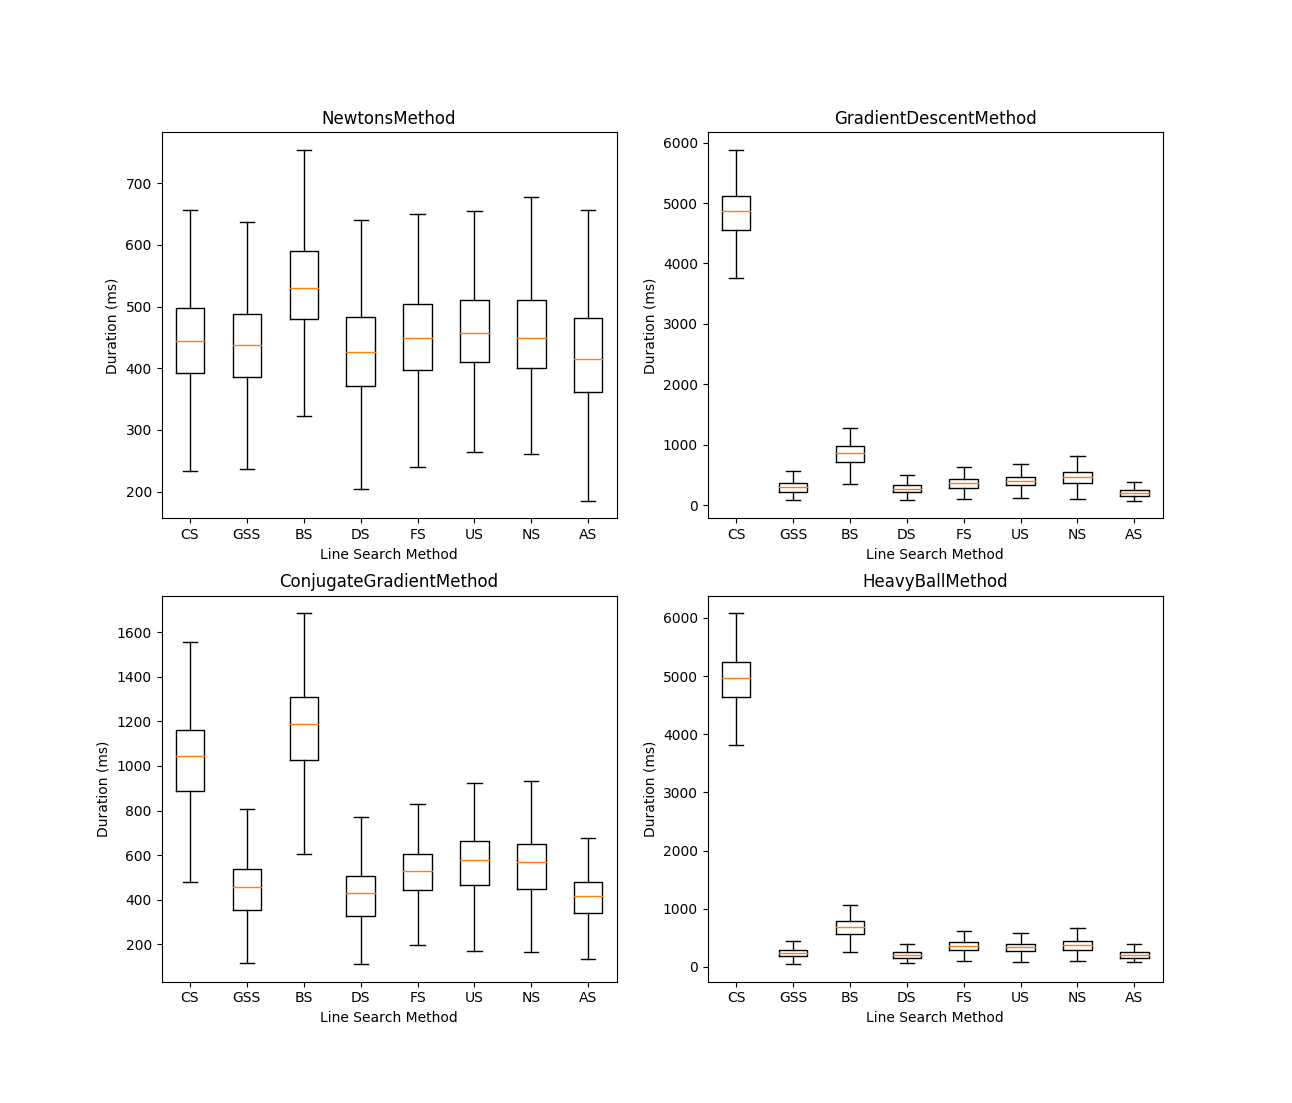 NewtonsMethod
700
600
500
400
300
200
Duration (ms)
CS GSS BS DS FS US NS AS
Line Search Method
GradientDescentMethod
6000
5000
4000
3000
2000
1000
0
Duration (ms)
CS GSS BS DS FS US NS AS
Line Search Method
ConjugateGradientMethod
1600
1400
1200
1000
800
600
400
200
Duration (ms)
CS GSS BS DS FS US NS AS
Line Search Method
HeavyBallMethod
6000
5000
4000
3000
2000
1000
0
Duration (ms)
CS GSS BS DS FS US NS AS
Line Search Method